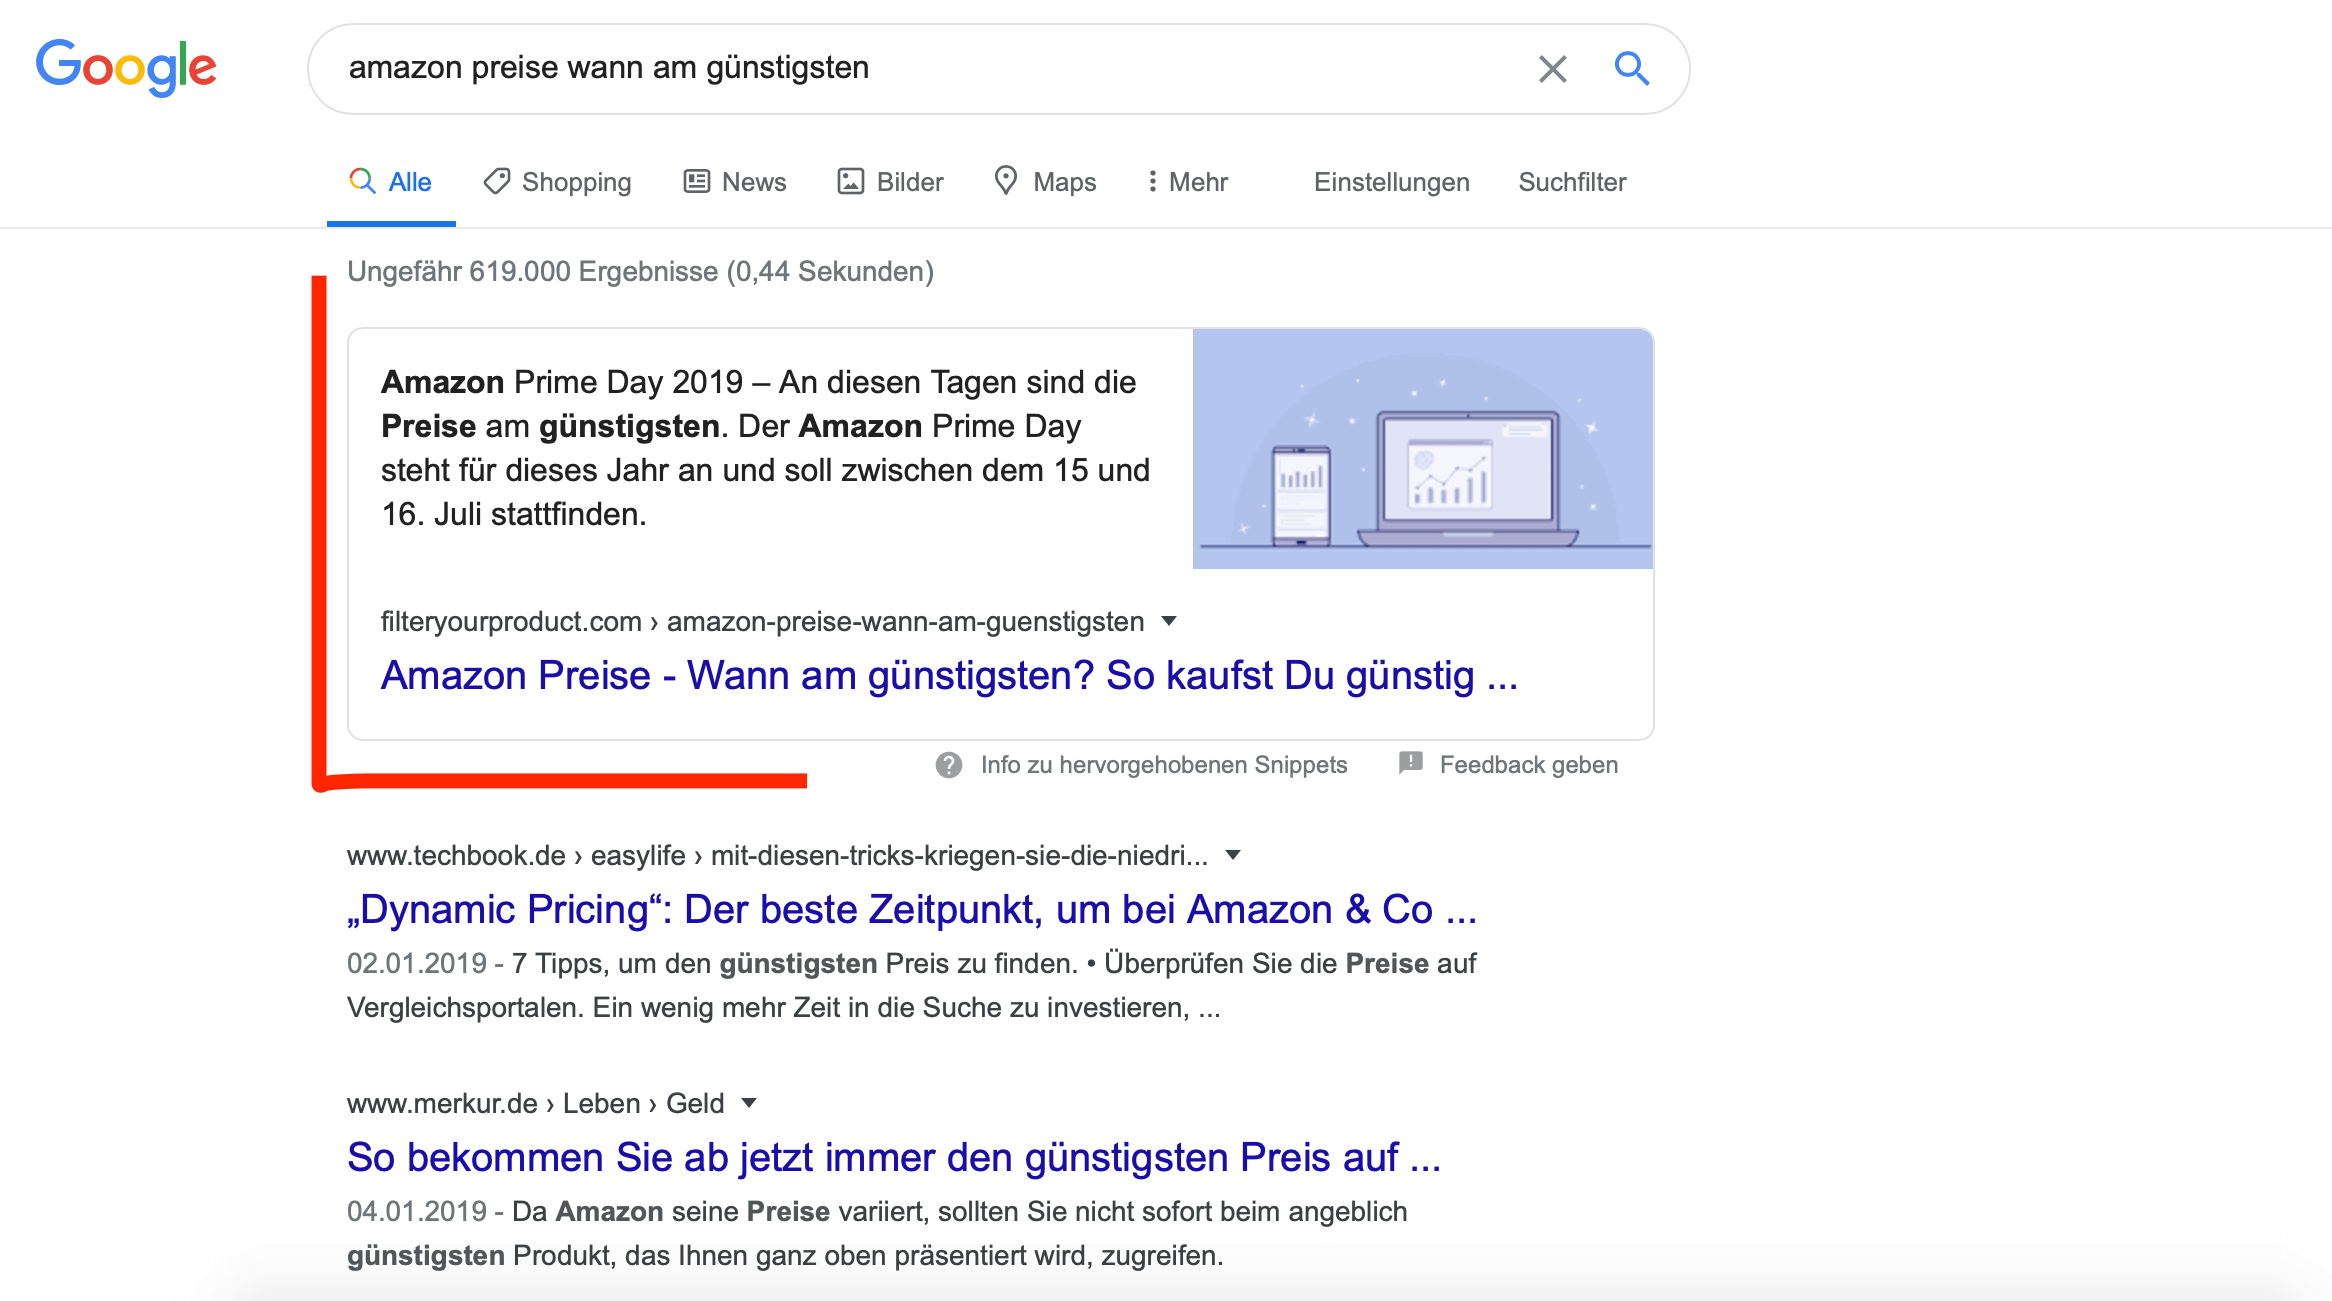 Google
amazon preise wann am günstigsten
Alle Shopping News Bilder Maps Mehr Einstellungen Suchfilter
Ungefähr 619.000 Ergebnisse (0,44 Sekunden)
Amazon Prime Day 2019 – An diesen Tagen sind die
Preise am günstigsten. Der Amazon Prime Day
steht für dieses Jahr an und soll zwischen dem 15 und
16. Juli stattfinden.
filteryourproduct.com › amazon-preise-wann-am-guenstigsten
Amazon Preise - Wann am günstigsten? So kaufst Du günstig ...
Info zu hervorgehobenen Snippets Feedback geben
www.techbook.de › easylife › mit-diesen-tricks-kriegen-sie-die-niedri...
„Dynamic Pricing“: Der beste Zeitpunkt, um bei Amazon & Co ...
02.01.2019 - 7 Tipps, um den günstigsten Preis zu finden. • Überprüfen Sie die Preise auf
Vergleichsportalen. Ein wenig mehr Zeit in die Suche zu investieren, ...
www.merkur.de › Leben › Geld
So bekommen Sie ab jetzt immer den günstigsten Preis auf ...
04.01.2019 - Da Amazon seine Preise variiert, sollten Sie nicht sofort beim angeblich
günstigsten Produkt, das Ihnen ganz oben präsentiert wird, zugreifen.